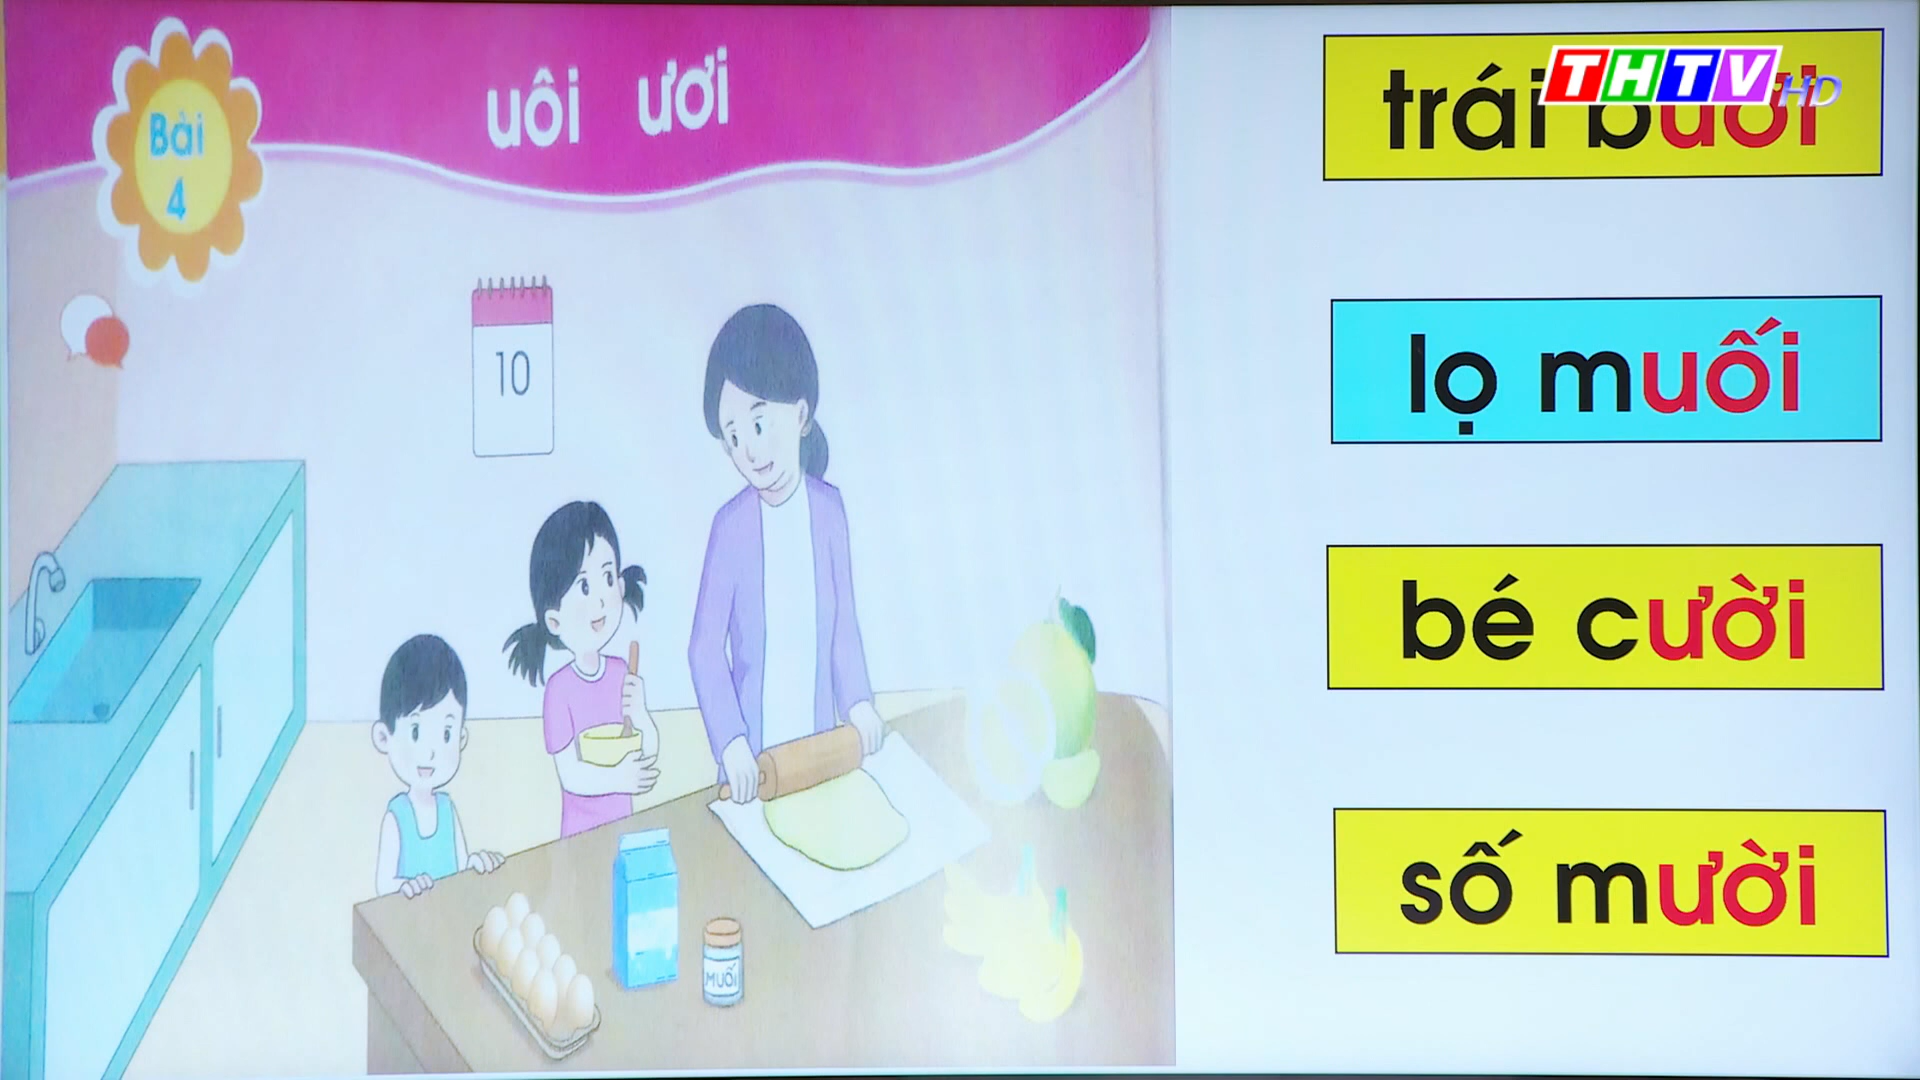 Bài
4
uôi ươi
10
MUỐI
trái bưởi
THTV HD
lọ muối
bé cười
số mười